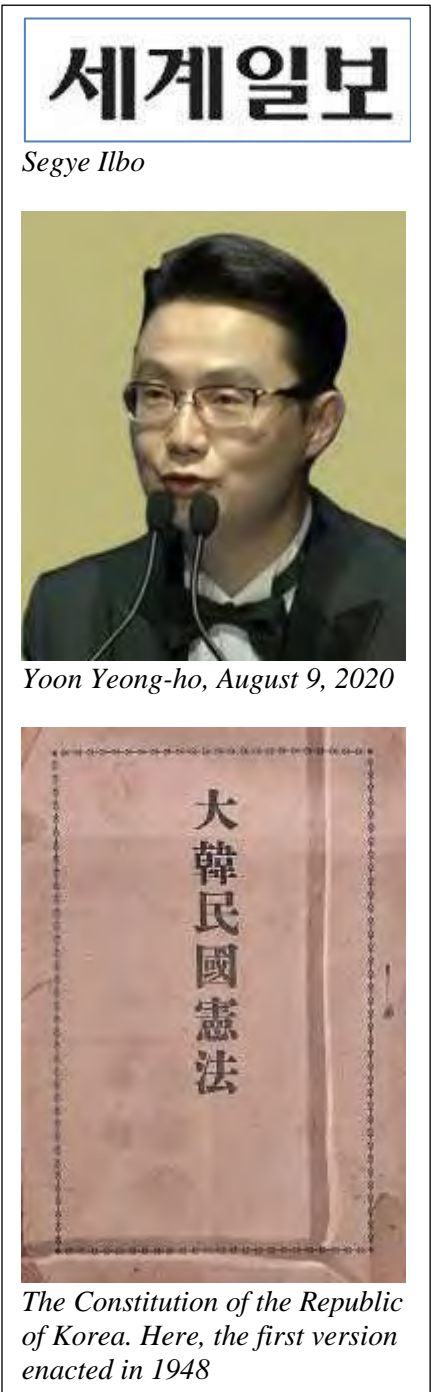 세계일보
Segye Ilbo
Yoon Yeong-ho, August 9, 2020
大韓民國憲法
The Constitution of the Republic
of Korea. Here, the first version
enacted in 1948